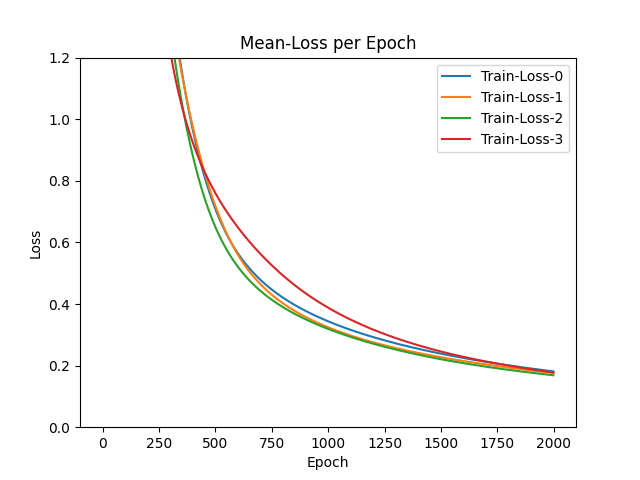 Mean-Loss per Epoch
Train-Loss-0
Train-Loss-1
Train-Loss-2
Train-Loss-3
Loss
1.2
1.0
0.8
0.6
0.4
0.2
0.0
0 250 500 750 1000 1250 1500 1750 2000
Epoch